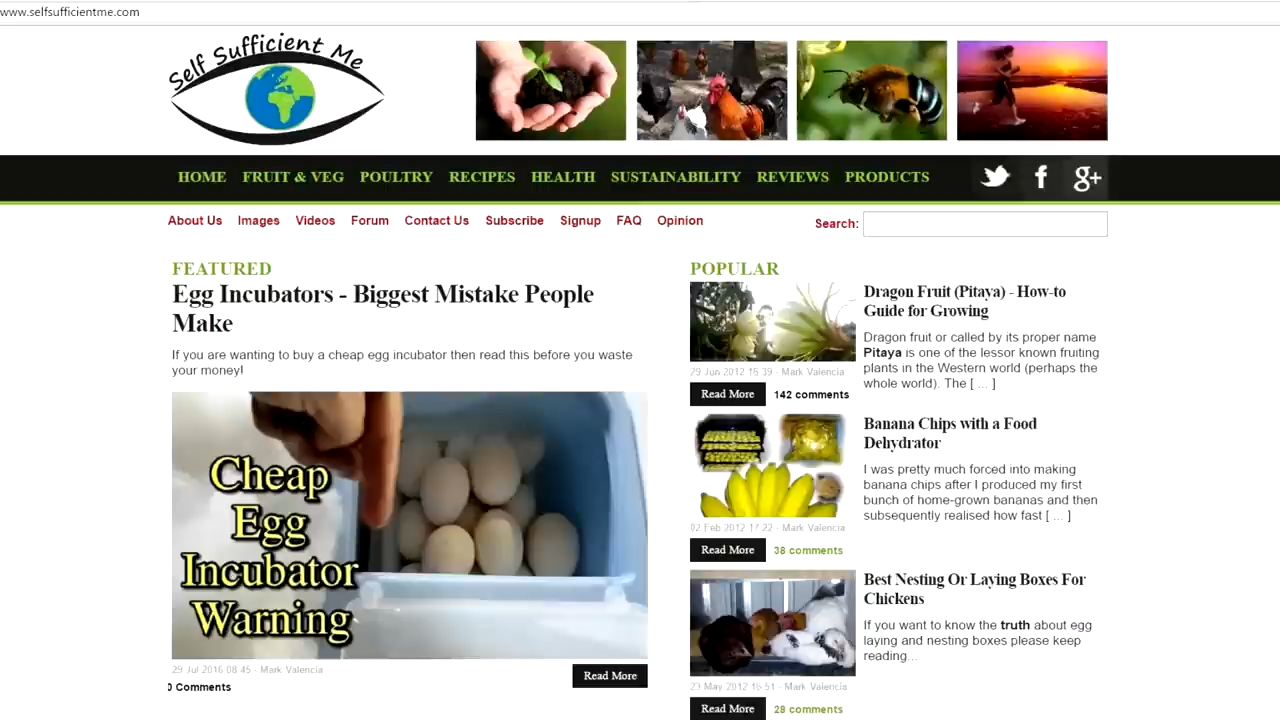 www.selfsufficientme.com
Self Sufficient Me
HOME FRUIT & VEG POULTRY RECIPES HEALTH SUSTAINABILITY REVIEWS PRODUCTS
g+
About Us Images Videos Forum Contact Us Subscribe Signup FAQ Opinion
Search:
FEATURED
Egg Incubators - Biggest Mistake People
Make
If you are wanting to buy a cheap egg incubator then read this before you waste
your money!
Cheap
Egg
Incubator
Warning
29 Jul 2016 08:45 - Mark Valencia
0 Comments
Read More
POPULAR
Dragon Fruit (Pitaya) - How-to
Guide for Growing
Dragon fruit or called by its proper name
Pitaya is one of the lessor known fruiting
plants in the Western world (perhaps the
whole world). The [ ... ]
29 Jun 2012 16:39 - Mark Valencia
Read More 142 comments
Banana Chips with a Food
Dehydrator
I was pretty much forced into making
banana chips after I produced my first
bunch of home-grown bananas and then
subsequently realised how fast [ ... ]
02 Feb 2012 17:22 - Mark Valencia
Read More 38 comments
Best Nesting Or Laying Boxes For
Chickens
If you want to know the truth about egg
laying and nesting boxes please keep
reading...
23 May 2012 16:51 - Mark Valencia
Read More 28 comments